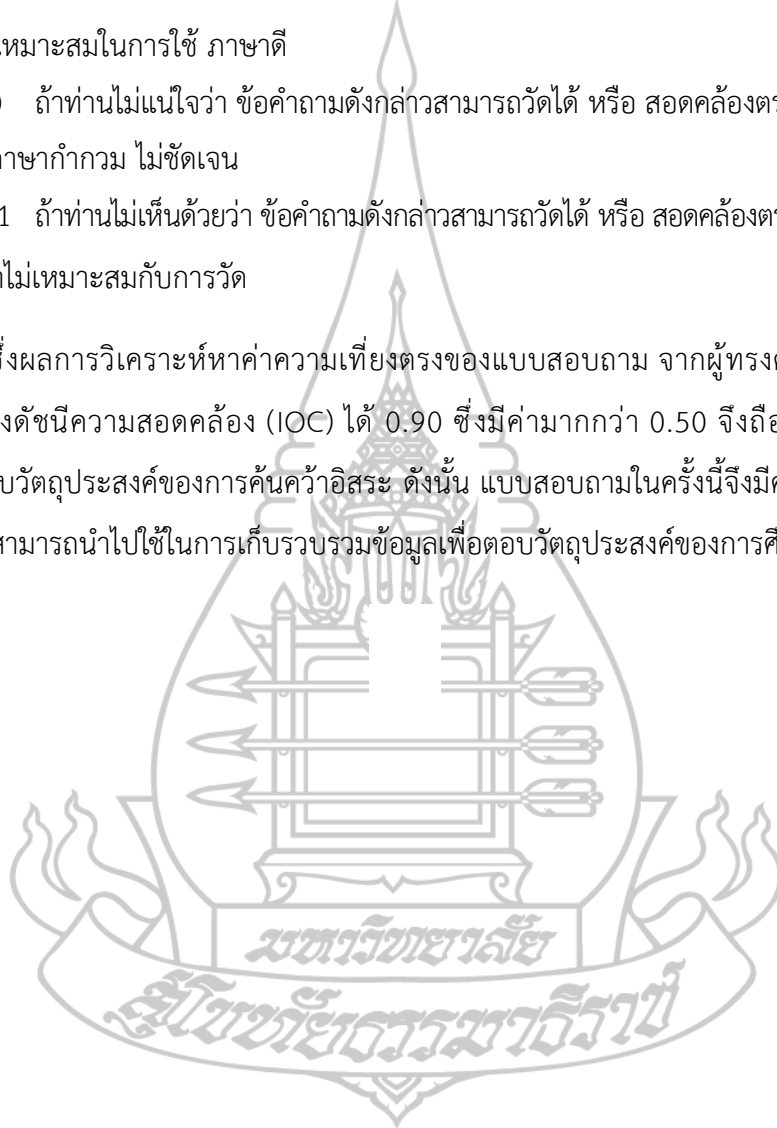 เหมาะสมในการใช้ ภาษาดี
ถ้าท่านไม่แน่ใจว่า ข้อคำถามดังกล่าวสามารถวัดได้ หรือ สอดคล้องตร
ภาษากำกวม ไม่ชัดเจน
1 ถ้าท่านไม่เห็นด้วยว่า ข้อคำถามดังกล่าวสามารถวัดได้ หรือ สอดคล้องตร
ไม่เหมาะสมกับการวัด
ซึ่งผลการวิเคราะห์หาค่าความเที่ยงตรงของแบบสอบถาม จากผู้ทรงค
งดัชนีความสอดคล้อง (IOC) ได้ 0.90 ซึ่งมีค่ามากกว่า 0.50 จึงถือ
บวัตถุประสงค์ของการค้นคว้าอิสระ ดังนั้น แบบสอบถามในครั้งนี้จึงมีค
สามารถนำไปใช้ในการเก็บรวบรวมข้อมูลเพื่อตอบวัตถุประสงค์ของการศึ
มหาวิทยาลัย
สุโขทัยธรรมาธิราช